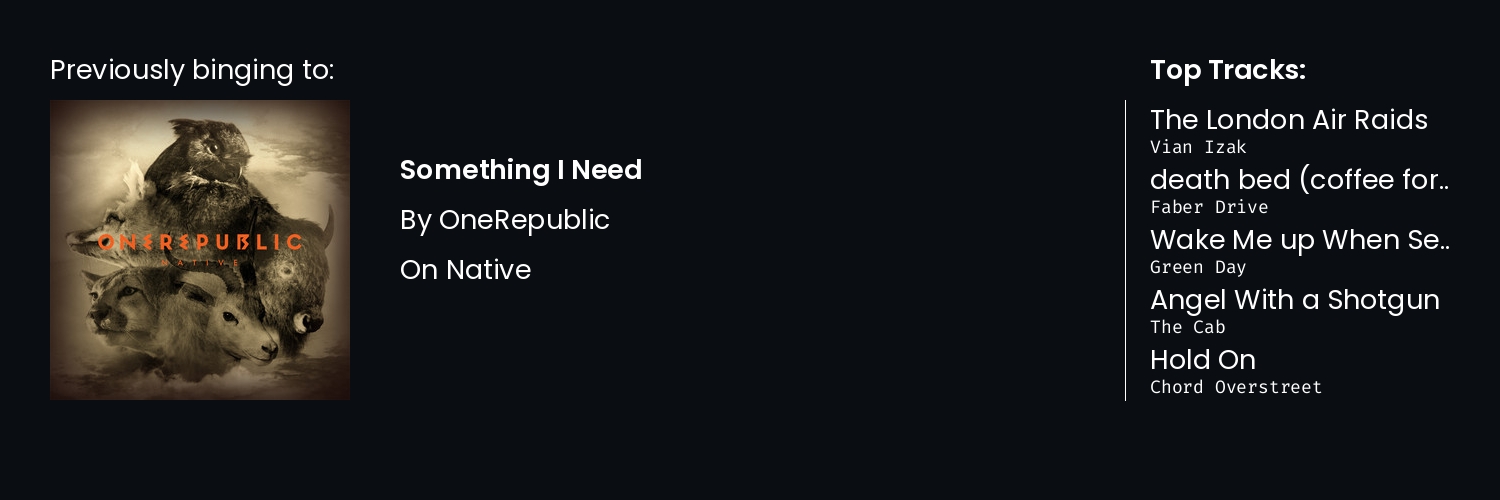 Previously binging to:
ONEREPUBLIC
NATIVE
Something I Need
By OneRepublic
On Native
Top Tracks:
The London Air Raids
Vian Izak
death bed (coffee for..
Faber Drive
Wake Me up When Se..
Green Day
Angel With a Shotgun
The Cab
Hold On
Chord Overstreet